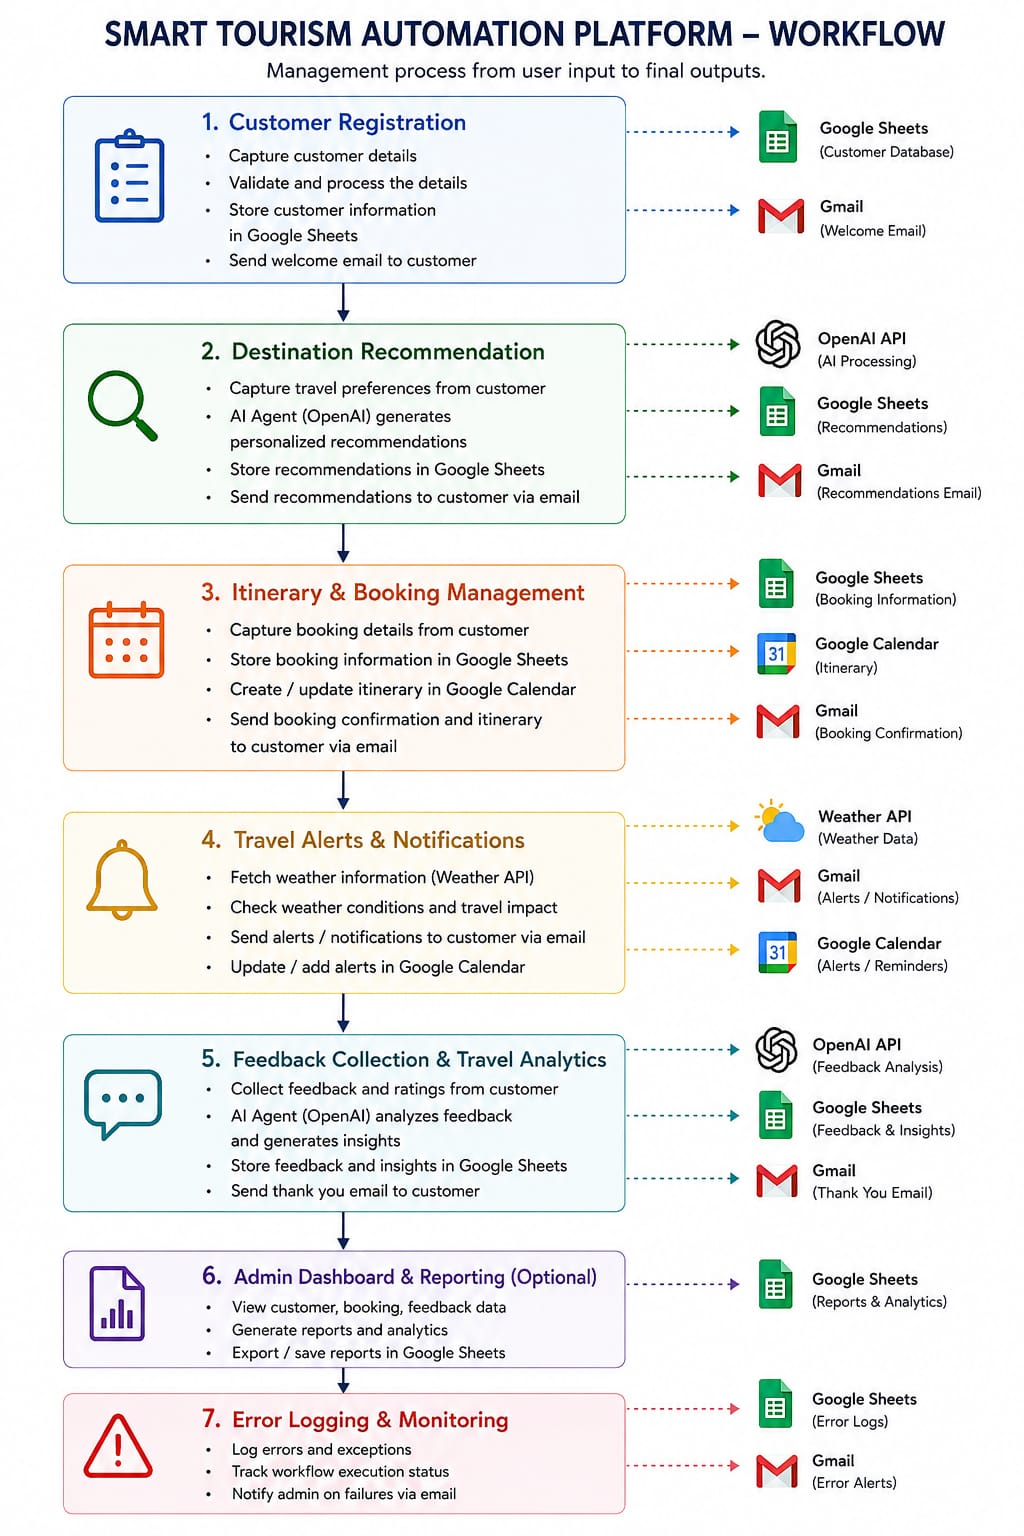 SMART TOURISM AUTOMATION PLATFORM – WORKFLOW
Management process from user input to final outputs.
1. Customer Registration
• Capture customer details
• Validate and process the details
• Store customer information
in Google Sheets
• Send welcome email to customer
Google Sheets
(Customer Database)
Gmail
(Welcome Email)
2. Destination Recommendation
• Capture travel preferences from customer
• AI Agent (OpenAI) generates
personalized recommendations
• Store recommendations in Google Sheets
• Send recommendations to customer via email
OpenAI API
(AI Processing)
Google Sheets
(Recommendations)
Gmail
(Recommendations Email)
3. Itinerary & Booking Management
• Capture booking details from customer
• Store booking information in Google Sheets
• Create / update itinerary in Google Calendar
• Send booking confirmation and itinerary
to customer via email
Google Sheets
(Booking Information)
31
Google Calendar
(Itinerary)
Gmail
(Booking Confirmation)
4. Travel Alerts & Notifications
• Fetch weather information (Weather API)
• Check weather conditions and travel impact
• Send alerts / notifications to customer via email
• Update / add alerts in Google Calendar
Weather API
(Weather Data)
Gmail
(Alerts / Notifications)
31
Google Calendar
(Alerts / Reminders)
5. Feedback Collection & Travel Analytics
• Collect feedback and ratings from customer
• AI Agent (OpenAI) analyzes feedback
and generates insights
• Store feedback and insights in Google Sheets
• Send thank you email to customer
OpenAI API
(Feedback Analysis)
Google Sheets
(Feedback & Insights)
Gmail
(Thank You Email)
6. Admin Dashboard & Reporting (Optional)
• View customer, booking, feedback data
• Generate reports and analytics
• Export / save reports in Google Sheets
Google Sheets
(Reports & Analytics)
7. Error Logging & Monitoring
• Log errors and exceptions
• Track workflow execution status
• Notify admin on failures via email
Google Sheets
(Error Logs)
Gmail
(Error Alerts)